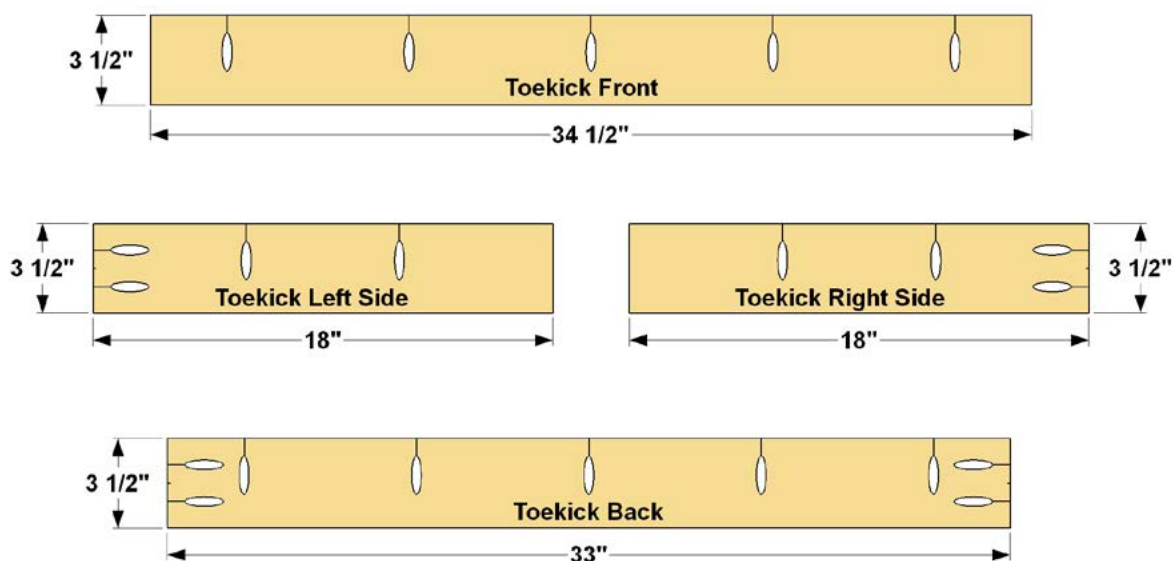 3 1/2"
Toekick Front
34 1/2"
3 1/2"
Toekick Left Side
18"
Toekick Right Side
3 1/2"
18"
3 1/2"
Toekick Back
33"